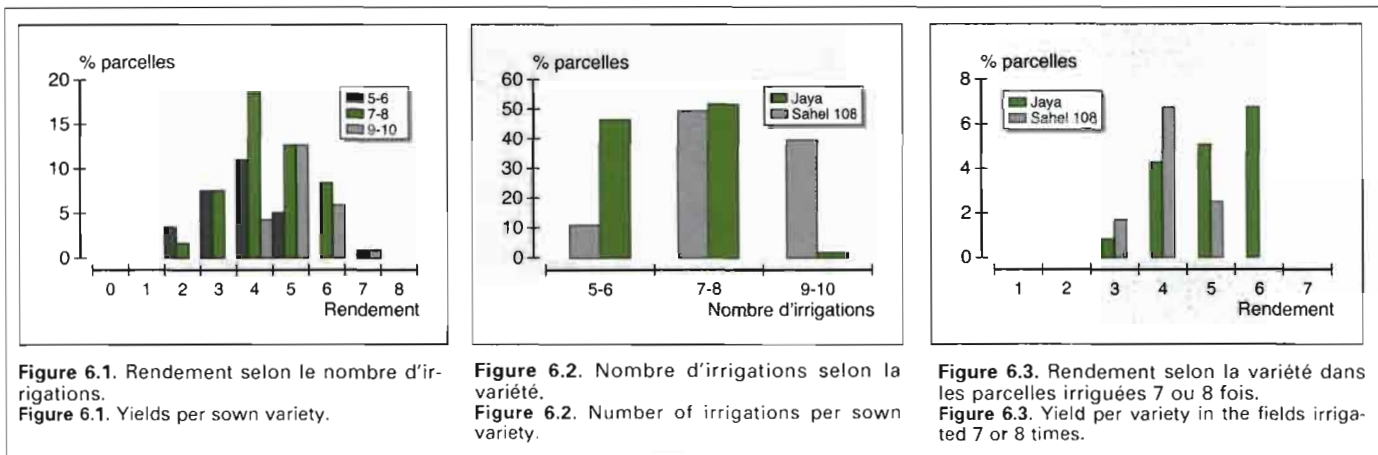 % parcelles
20
15
10
5
0
5-6
7-8
9-10
0 1 2 3 4 5 6 7 8
Rendement
Figure 6.1. Rendement selon le nombre d'ir-
rigations.
Figure 6.1. Yields per sown variety.
% parcelles
60
50
40
30
20
10
0
Jaya
Sahel 108
5-6 7-8 9-10
Nombre d'irrigations
Figure 6.2. Nombre d'irrigations selon la
variété.
Figure 6.2. Number of irrigations per sown
variety.
% parcelles
8
6
4
2
0
Jaya
Sahel 108
1 2 3 4 5 6 7
Rendement
Figure 6.3. Rendement selon la variété dans
les parcelles irriguées 7 ou 8 fois.
Figure 6.3. Yield per variety in the fields irriga-
ted 7 or 8 times.